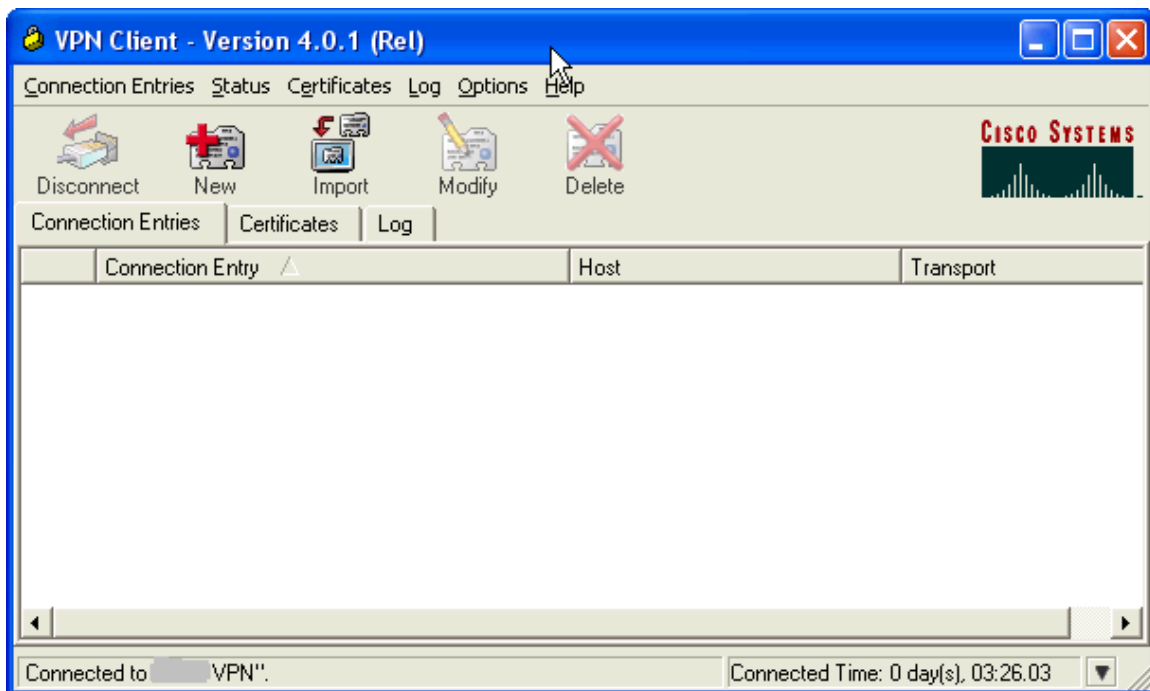 VPN Client - Version 4.0.1 (Rel)
Connection Entries Status Certificates Log Options Help
Disconnect New Import Modify Delete
CISCO SYSTEMS
Connection Entries Certificates Log
Connection Entry Host Transport
Connected to VPN".
Connected Time: 0 day(s), 03:26.03